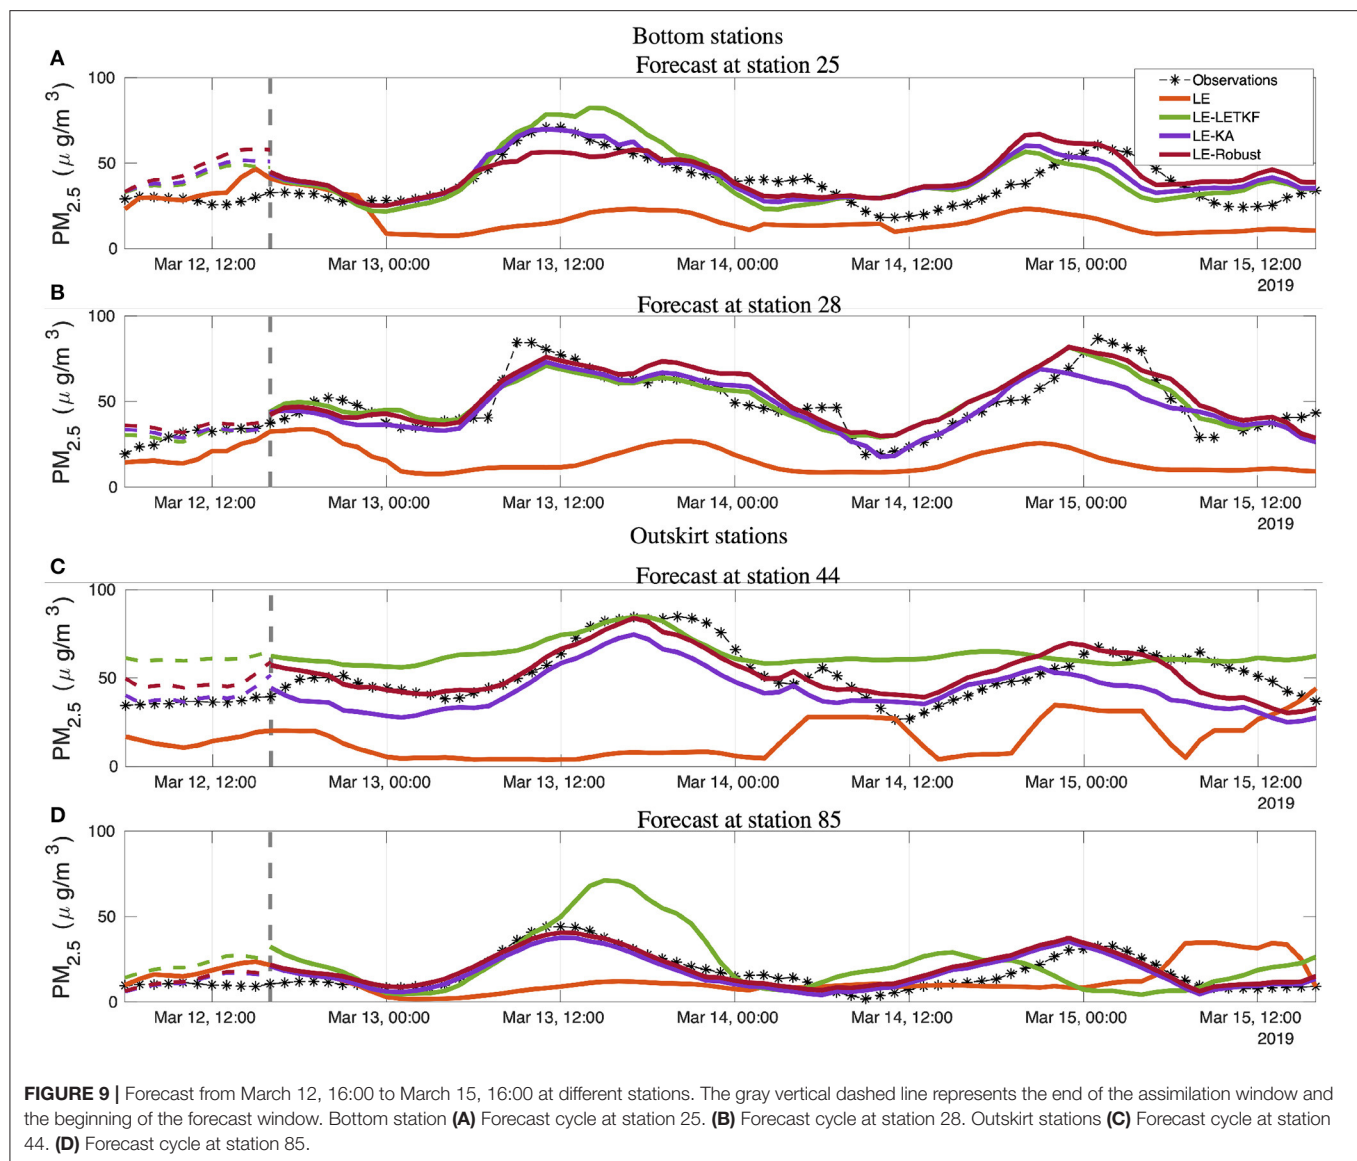 Bottom stations
A
Forecast at station 25
PM2.5 (μ g/m 3)
100
50
0
Observations
LE
LE-LETKF
LE-KA
LE-Robust
Mar 12, 12:00 Mar 13, 00:00 Mar 13, 12:00 Mar 14, 00:00 Mar 14, 12:00 Mar 15, 00:00 Mar 15, 12:00
2019
B
Forecast at station 28
PM2.5 (μ g/m 3)
100
50
0
Mar 12, 12:00 Mar 13, 00:00 Mar 13, 12:00 Mar 14, 00:00 Mar 14, 12:00 Mar 15, 00:00 Mar 15, 12:00
2019
Outskirt stations
C
Forecast at station 44
PM2.5 (μ g/m 3)
100
50
0
Mar 12, 12:00 Mar 13, 00:00 Mar 13, 12:00 Mar 14, 00:00 Mar 14, 12:00 Mar 15, 00:00 Mar 15, 12:00
2019
D
Forecast at station 85
PM2.5 (μ g/m 3)
100
50
0
Mar 12, 12:00 Mar 13, 00:00 Mar 13, 12:00 Mar 14, 00:00 Mar 14, 12:00 Mar 15, 00:00 Mar 15, 12:00
2019
FIGURE 9 | Forecast from March 12, 16:00 to March 15, 16:00 at different stations. The gray vertical dashed line represents the end of the assimilation window and
the beginning of the forecast window. Bottom station (A) Forecast cycle at station 25. (B) Forecast cycle at station 28. Outskirt stations (C) Forecast cycle at station
44. (D) Forecast cycle at station 85.